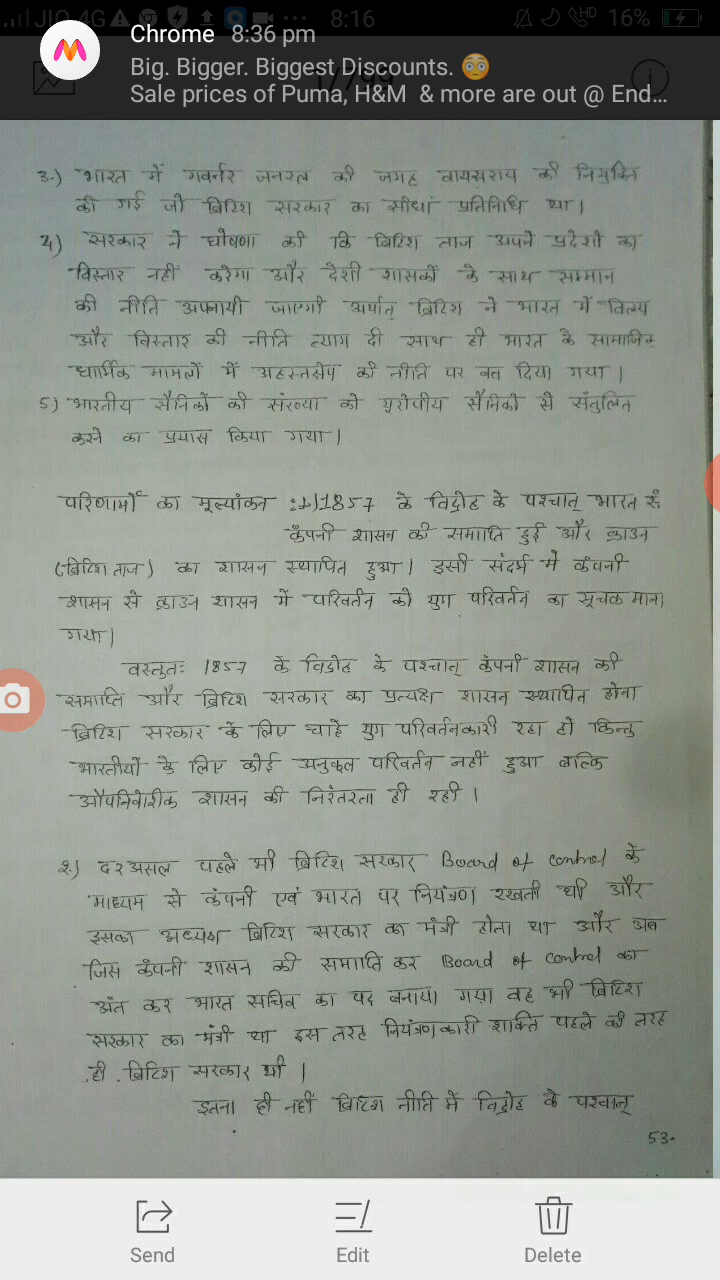 JIO 4G 8:16 HD 16%
Chrome 8:36 pm
Big. Bigger. Biggest Discounts. 😳
Sale prices of Puma, H&M & more are out @ End...
3.) भारत में गवर्नर जनरल की जगह वायसराय की नियुक्ति
की गई जो ब्रिटिश सरकार का सीधा प्रतिनिधि था।
4) सरकार ने घोषणा की कि ब्रिटिश ताज अपने प्रदेशो का
विस्तार नहीं करेगा और देशी शासकों के साथ सम्मान
की नीति अपनायी जाएगी अर्थात् ब्रिटिश ने भारत में विलय
और विस्तार की नीति त्याग दी साथ ही भारत के सामाजिक
धार्मिक मामलों में अहस्तक्षेप की नीति पर बल दिया गया।
5) भारतीय सैनिकों की संख्या को यूरोपीय सैनिकों से संतुलित
करने का प्रयास किया गया।
परिणामों का मूल्यांकन 1857 के विद्रोह के पश्चात् भारत में
कंपनी शासन की समाप्ति हुई और क्राउन
(ब्रिटिश ताज) का शासन स्थापित हुआ। इसी संदर्भ में कंपनी
शासन से क्राउन शासन में परिवर्तन को युग परिवर्तन का सूचक माना
गया।
वस्तुतः 1857 के विद्रोह के पश्चात् कंपनी शासन की
समाप्ति और ब्रिटिश सरकार का प्रत्यक्ष शासन स्थापित होना
ब्रिटिश सरकार के लिए चाहे युग परिवर्तनकारी रहा हो किन्तु
भारतीयों के लिए कोई अनुकूल परिवर्तन नहीं हुआ बल्कि
औपनिवेशिक शासन की निरंतरता ही रही।
दरअसल पहले भी ब्रिटिश सरकार Board of control के
माध्यम से कंपनी एवं भारत पर नियंत्रण रखती थी और
इसका अध्यक्ष ब्रिटिश सरकार का मंत्री होता था और अब
जिस कंपनी शासन की समाप्ति कर Board of control का
अंत कर भारत सचिव का पद बनाया गया वह भी ब्रिटिश
सरकार का मंत्री था इस तरह नियंत्रणकारी शक्ति पहले की तरह
ही ब्रिटिश सरकार थी।
इतना ही नहीं ब्रिटिश नीति में विद्रोह के पश्चात्
53.
Send Edit Delete